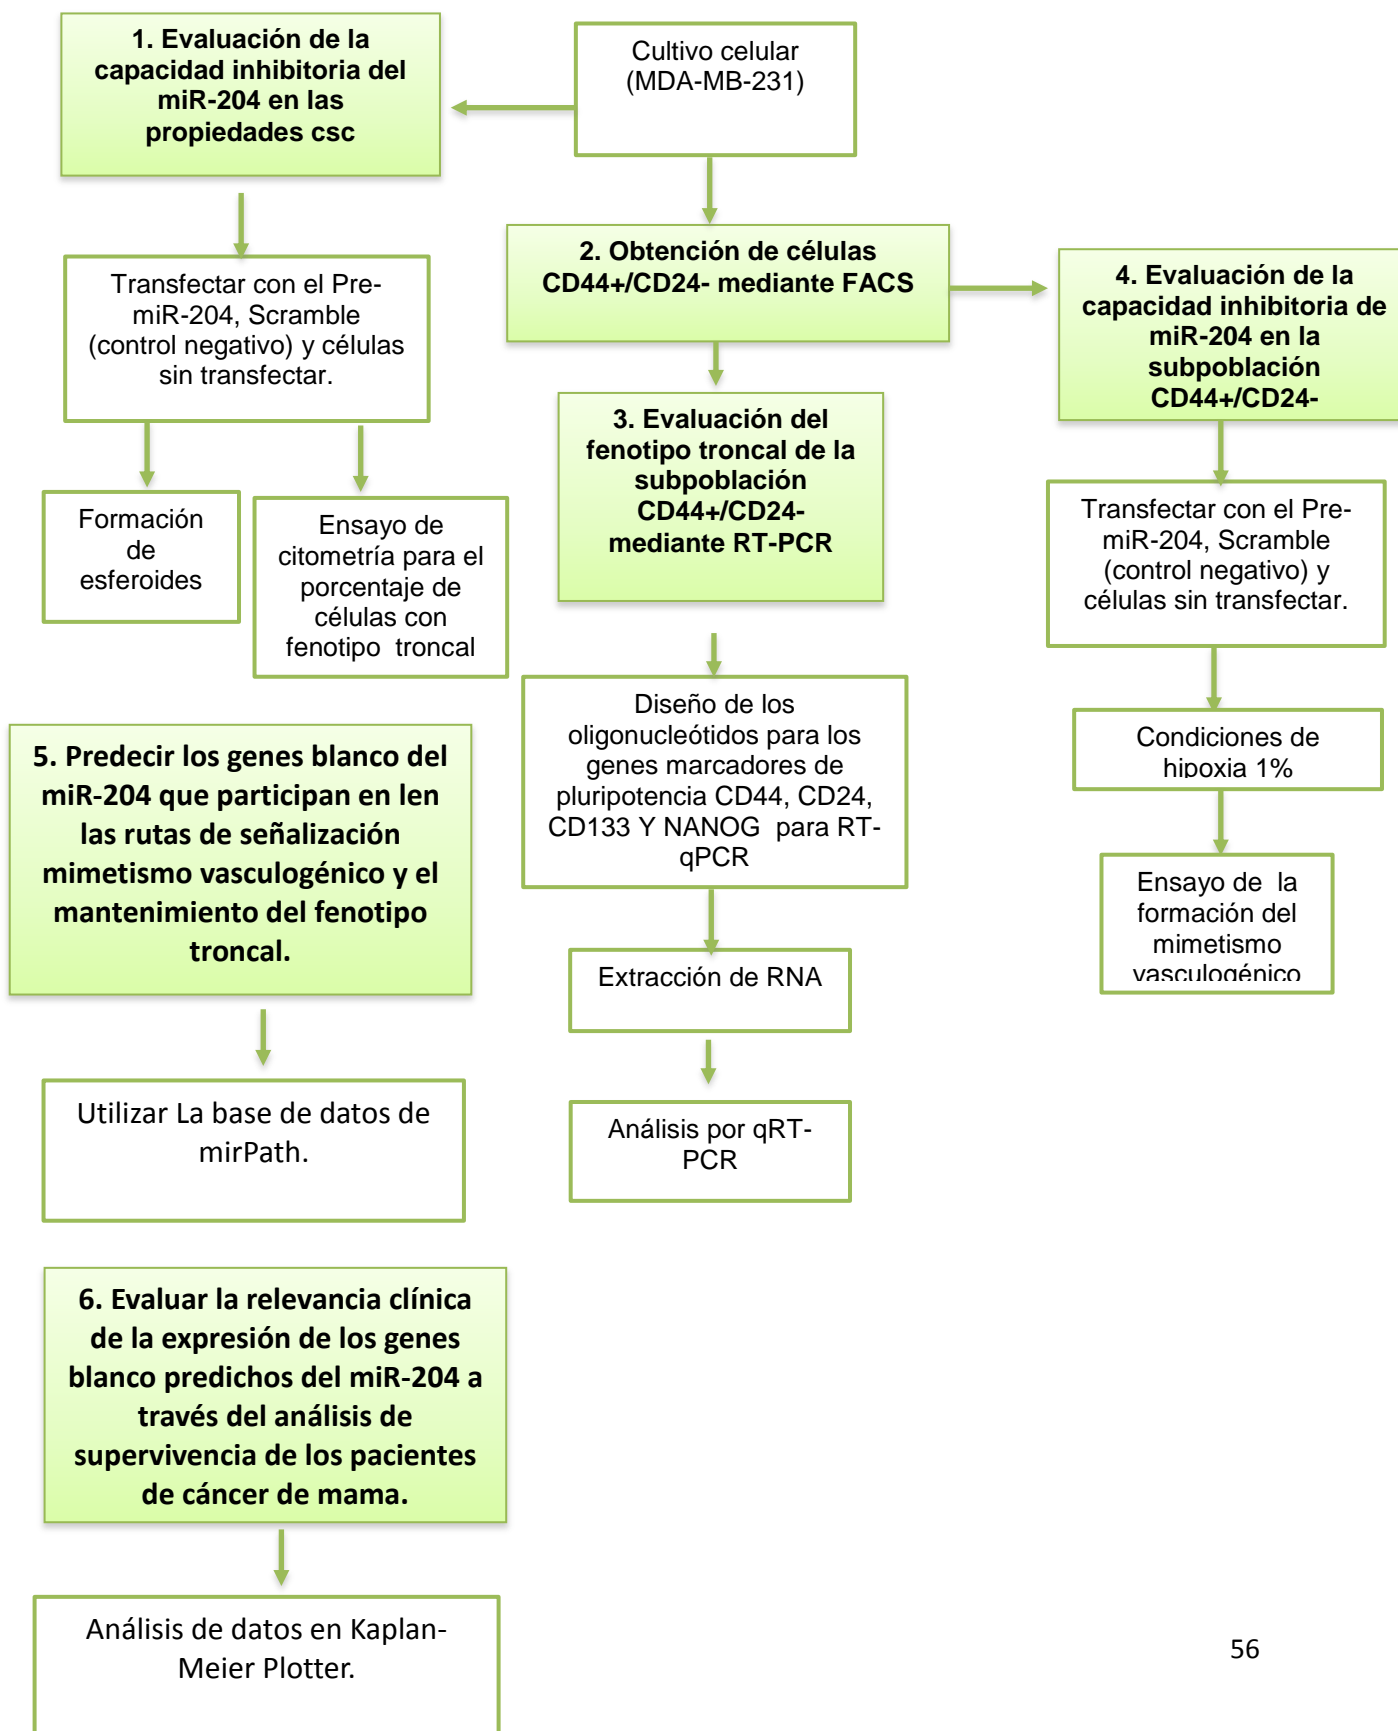 1. Evaluación de la
capacidad inhibitoria del
miR-204 en las
propiedades csc
Cultivo celular
(MDA-MB-231)
2. Obtención de células
CD44+/CD24- mediante FACS
4. Evaluación de la
capacidad inhibitoria de
miR-204 en la
subpoblación
CD44+/CD24-
Transfectar con el Pre-
miR-204, Scramble
(control negativo) y células
sin transfectar.
3. Evaluación del
fenotipo troncal de la
subpoblación
CD44+/CD24-
mediante RT-PCR
Formación
de
esferoides
Ensayo de
citometría para el
porcentaje de
células con
fenotipo troncal
Transfectar con el Pre-
miR-204, Scramble
(control negativo) y
células sin transfectar.
Diseño de los
oligonucleótidos para los
genes marcadores de
pluripotencia CD44, CD24,
CD133 Y NANOG para RT-
qPCR
Condiciones de
hipoxia 1%
5. Predecir los genes blanco del
miR-204 que participan en len
las rutas de señalización
mimetismo vasculogénico y el
mantenimiento del fenotipo
troncal.
Ensayo de la
formación del
mimetismo
vasculogénico
Extracción de RNA
Utilizar La base de datos de
mirPath.
Análisis por qRT-
PCR
6. Evaluar la relevancia clínica
de la expresión de los genes
blanco predichos del miR-204 a
través del análisis de
supervivencia de los pacientes
de cáncer de mama.
Análisis de datos en Kaplan-
Meier Plotter.
56